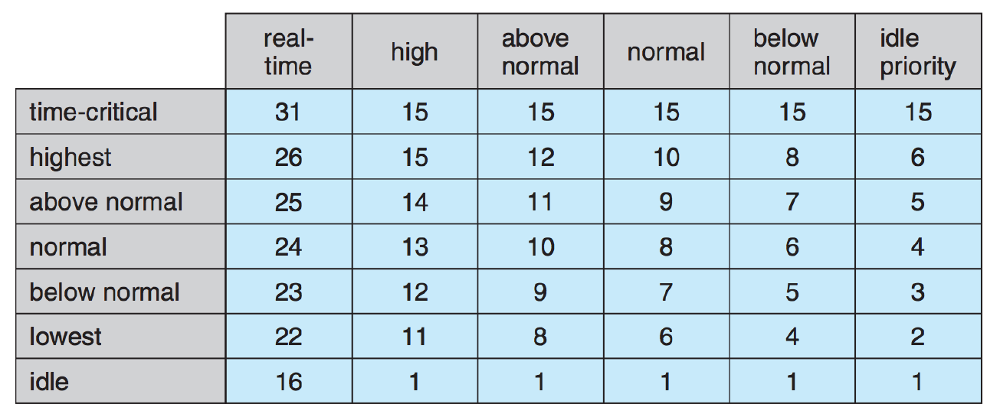 real-time high above normal normal below normal idle priority
time-critical 31 15 15 15 15 15
highest 26 15 12 10 8 6
above normal 25 14 11 9 7 5
normal 24 13 10 8 6 4
below normal 23 12 9 7 5 3
lowest 22 11 8 6 4 2
idle 16 1 1 1 1 1